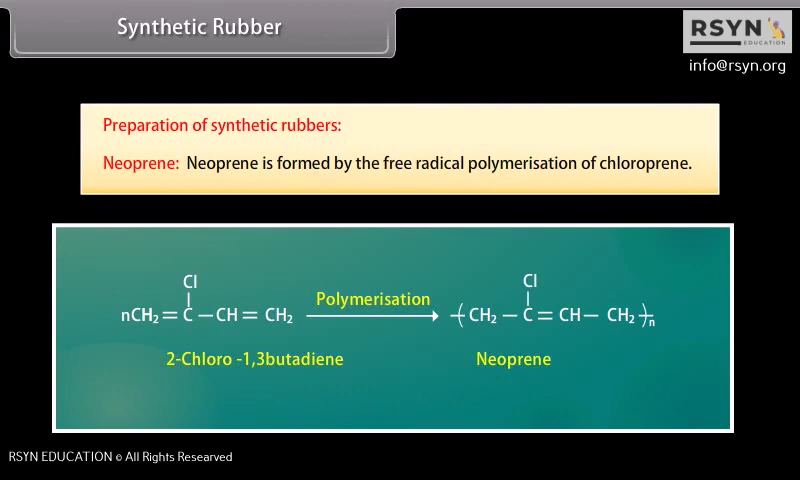 Synthetic Rubber
RSYN
EDUCATION
info@rsyn.org
Preparation of synthetic rubbers:
Neoprene: Neoprene is formed by the free radical polymerisation of chloroprene.
Cl Cl
nCH₂ = C — CH = CH₂ Polymerisation —( CH₂ — C = CH — CH₂ )—n
2-Chloro -1,3butadiene Neoprene
RSYN EDUCATION © All Rights Researved